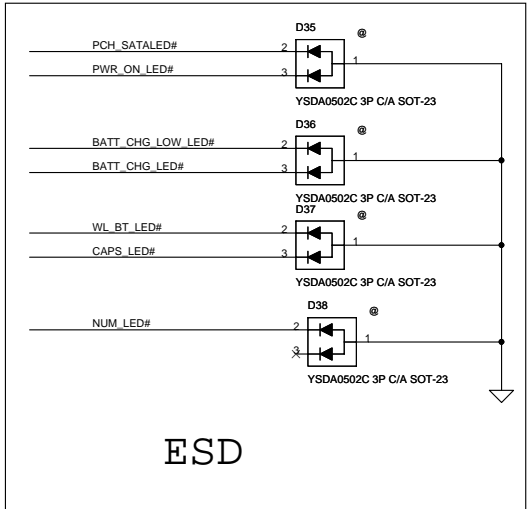 D35
@
PCH_SATALED#
2
1
PWR_ON_LED#
3
YSDA0502C 3P C/A SOT-23
D36
@
BATT_CHG_LOW_LED#
2
1
BATT_CHG_LED#
3
YSDA0502C 3P C/A SOT-23
D37
@
WL_BT_LED#
2
1
CAPS_LED#
3
YSDA0502C 3P C/A SOT-23
D38
@
NUM_LED#
2
1
3
YSDA0502C 3P C/A SOT-23
ESD